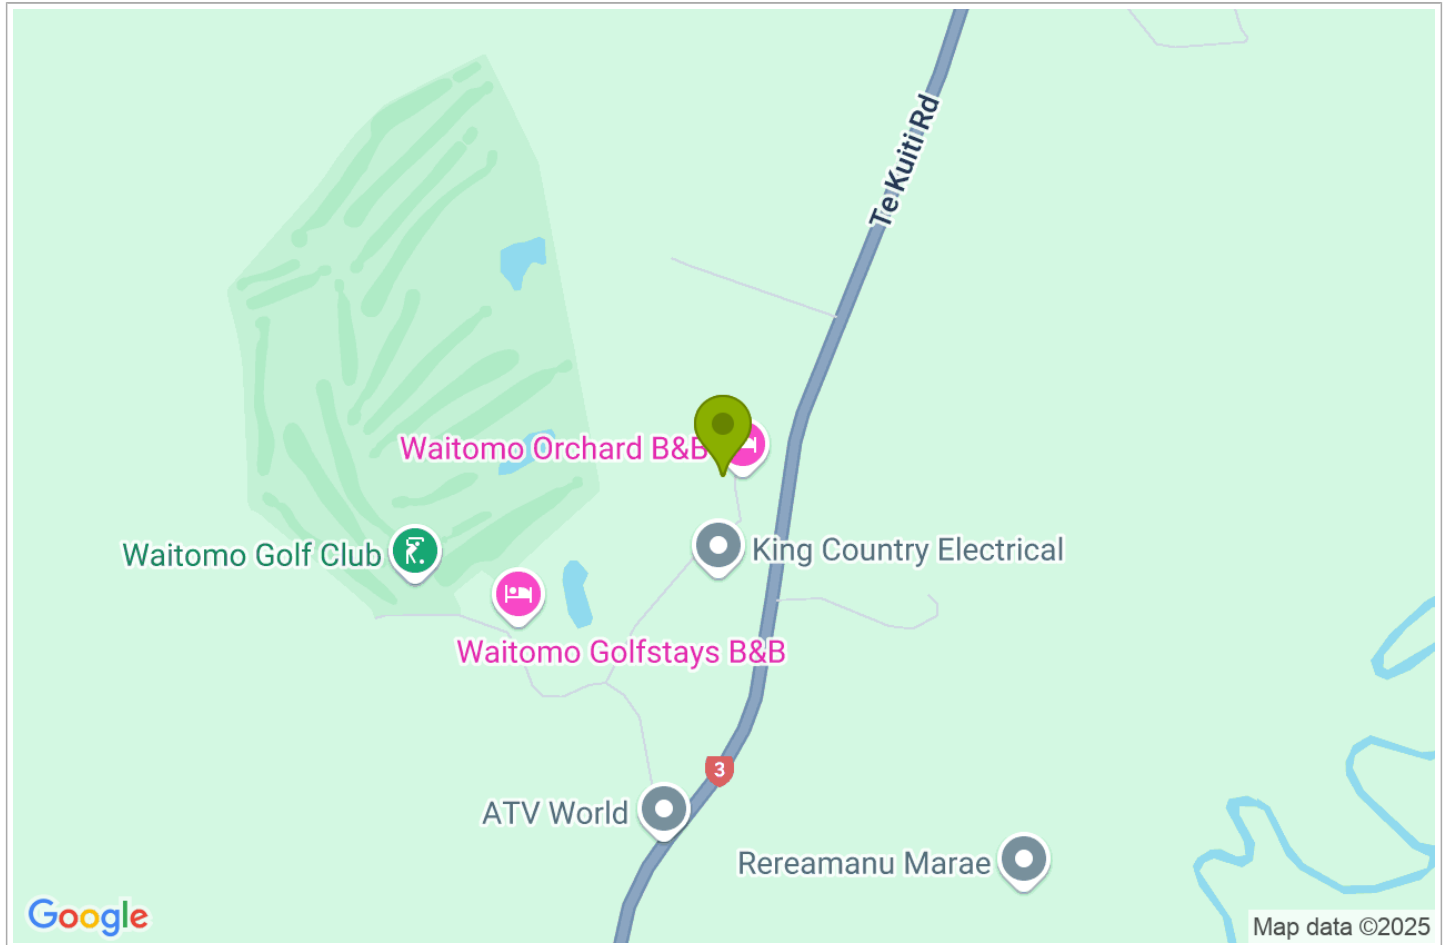 Te Kuiti Rd
Waitomo Orchard B&B
Waitomo Golf Club
King Country Electrical
Waitomo Golfstays B&B
3
ATV World
Rereamanu Marae
Google
Map data ©2025